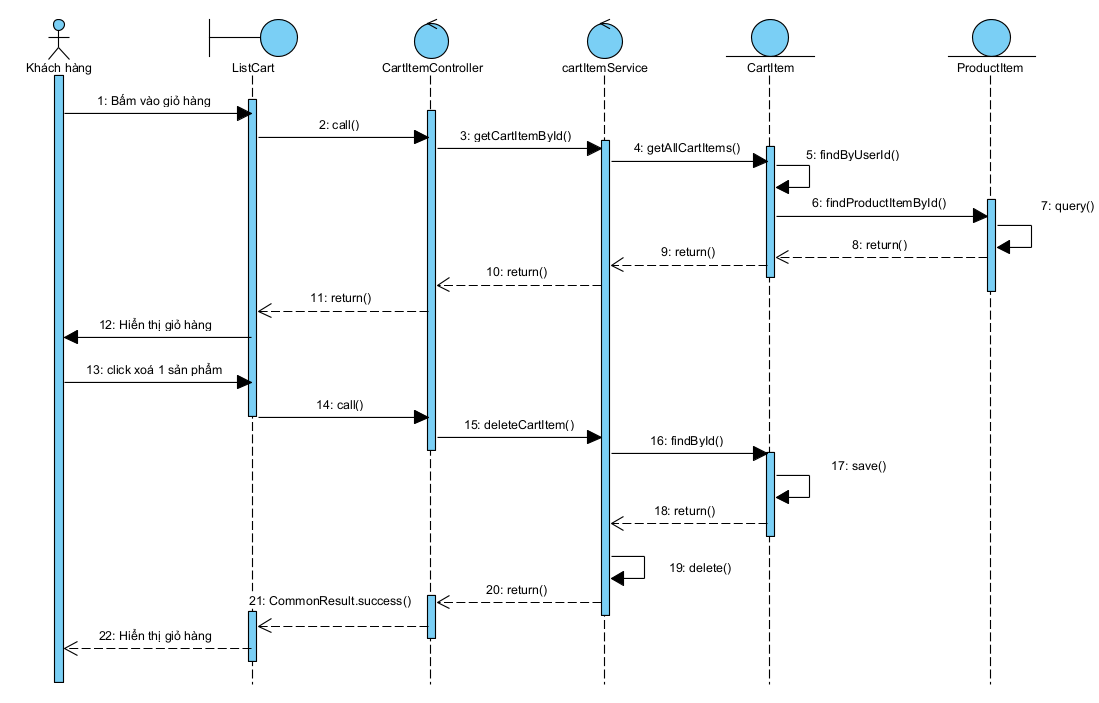 Khách hàng
ListCart
CartItemController
cartItemService
CartItem
ProductItem
1: Bấm vào giỏ hàng
2: call()
3: getCartItemById()
4: getAllCartItems()
5: findByUserId()
6: findProductItemById()
7: query()
8: return()
9: return()
10: return()
11: return()
12: Hiển thị giỏ hàng
13: click xoá 1 sản phẩm
14: call()
15: deleteCartItem()
16: findById()
17: save()
18: return()
19: delete()
20: return()
21: CommonResult.success()
22: Hiển thị giỏ hàng